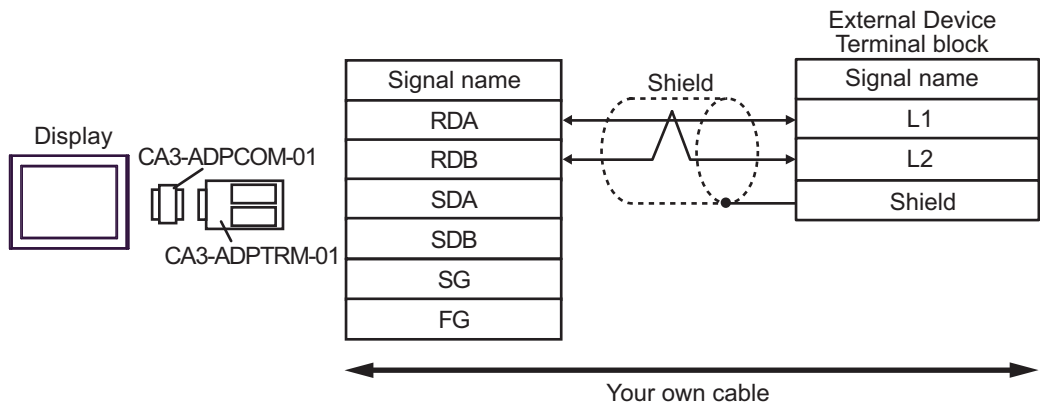 External Device
Terminal block
Signal name
Shield
Signal name
RDA
L1
Display
CA3-ADPCOM-01
RDB
L2
SDA
Shield
CA3-ADPTRM-01
SDB
SG
FG
Your own cable